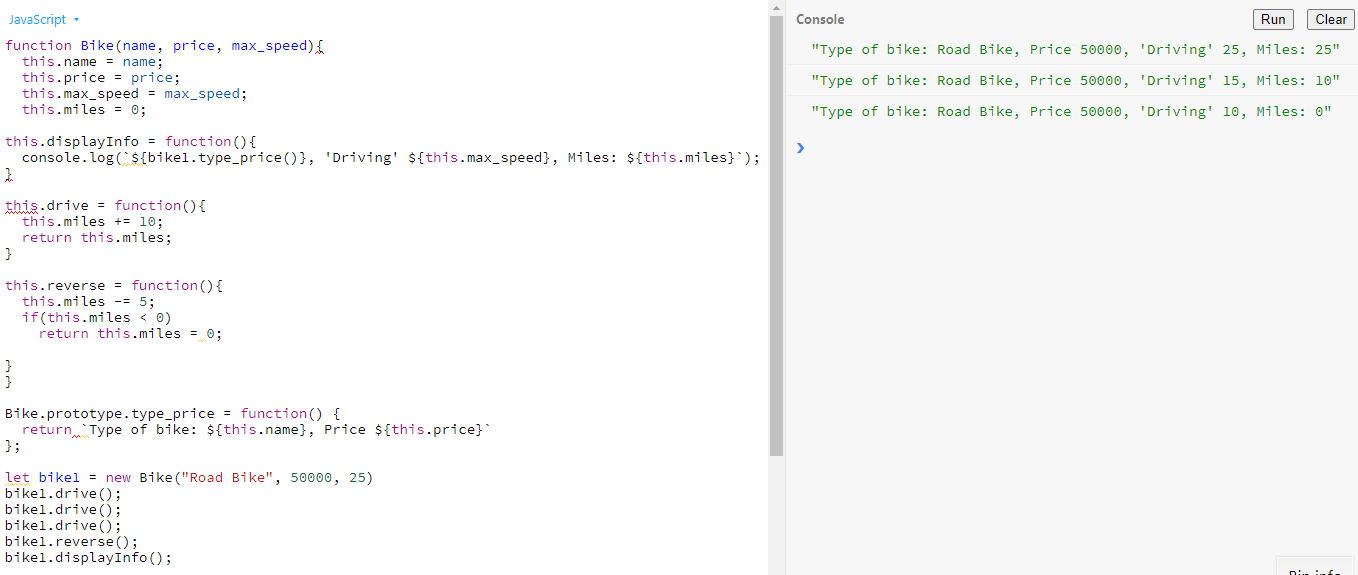 JavaScript
function Bike(name, price, max_speed){
  this.name = name;
  this.price = price;
  this.max_speed = max_speed;
  this.miles = 0;

this.displayInfo = function(){
  console.log(`${bike1.type_price()}, 'Driving' ${this.max_speed}, Miles: ${this.miles}`);
}

this.drive = function(){
  this.miles += 10;
  return this.miles;
}

this.reverse = function(){
  this.miles -= 5;
  if(this.miles < 0)
    return this.miles = 0;

}
}

Bike.prototype.type_price = function() {
  return `Type of bike: ${this.name}, Price ${this.price}`
};

let bike1 = new Bike("Road Bike", 50000, 25)
bike1.drive();
bike1.drive();
bike1.drive();
bike1.reverse();
bike1.displayInfo();
Console
Run
Clear
"Type of bike: Road Bike, Price 50000, 'Driving' 25, Miles: 25"
"Type of bike: Road Bike, Price 50000, 'Driving' 15, Miles: 10"
"Type of bike: Road Bike, Price 50000, 'Driving' 10, Miles: 0"